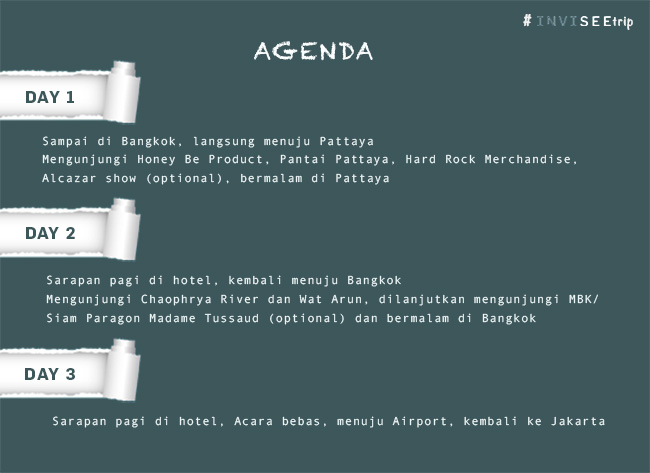 #INVISEEtrip
AGENDA
DAY 1
Sampai di Bangkok, langsung menuju Pattaya
Mengunjungi Honey Be Product, Pantai Pattaya, Hard Rock Merchandise,
Alcazar show (optional), bermalam di Pattaya
DAY 2
Sarapan pagi di hotel, kembali menuju Bangkok
Mengunjungi Chaophrya River dan Wat Arun, dilanjutkan mengunjungi MBK/
Siam Paragon Madame Tussaud (optional) dan bermalam di Bangkok
DAY 3
Sarapan pagi di hotel, Acara bebas, menuju Airport, kembali ke Jakarta